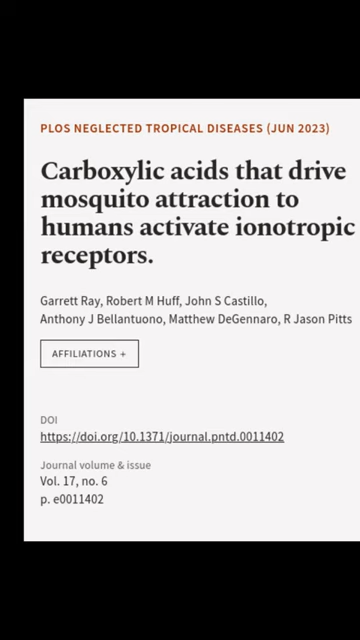 PLOS NEGLECTED TROPICAL DISEASES (JUN 2023)
Carboxylic acids that drive
mosquito attraction to
humans activate ionotropic
receptors.
Garrett Ray, Robert M Huff, John S Castillo,
Anthony J Bellantuono, Matthew DeGennaro, R Jason Pitts
AFFILIATIONS +
DOI
https://doi.org/10.1371/journal.pntd.0011402
Journal volume & issue
Vol. 17, no. 6
p. e0011402